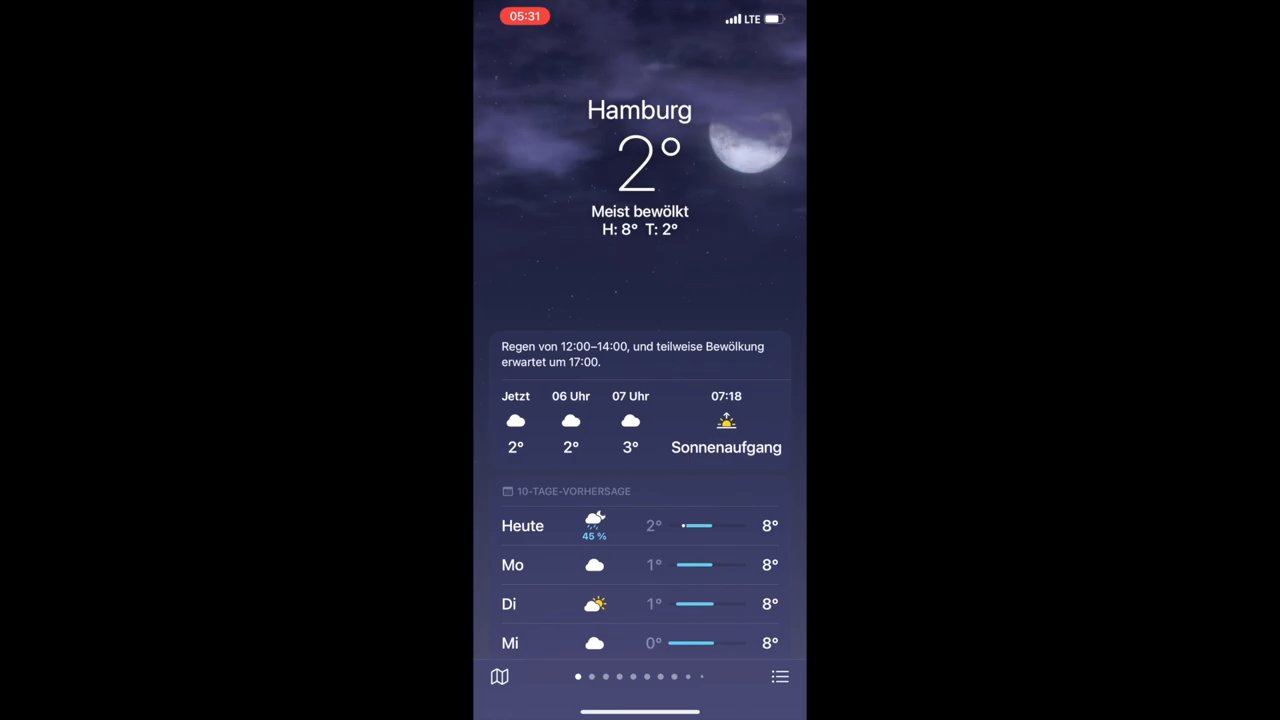 05:31
LTE
Hamburg
2°
Meist bewölkt
H: 8° T: 2°
Regen von 12:00–14:00, und teilweise Bewölkung
erwartet um 17:00.
Jetzt 06 Uhr 07 Uhr 07:18
2° 2° 3° Sonnenaufgang
10-TAGE-VORHERSAGE
Heute 45 % 2° 8°
Mo 1° 8°
Di 1° 8°
Mi 0° 8°